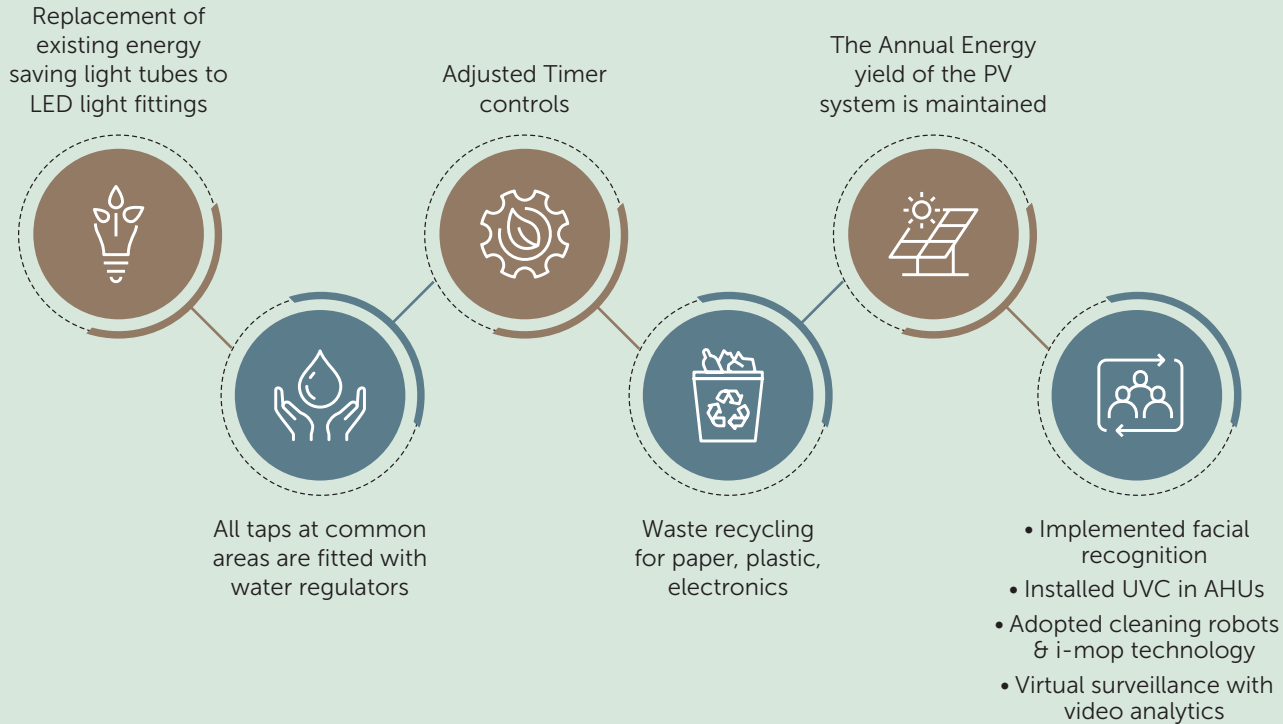 Replacement of
existing energy
saving light tubes to
LED light fittings
All taps at common
areas are fitted with
water regulators
Adjusted Timer
controls
Waste recycling
for paper, plastic,
electronics
The Annual Energy
yield of the PV
system is maintained
• Implemented facial
recognition
• Installed UVC in AHUs
• Adopted cleaning robots
& i-mop technology
• Virtual surveillance with
video analytics